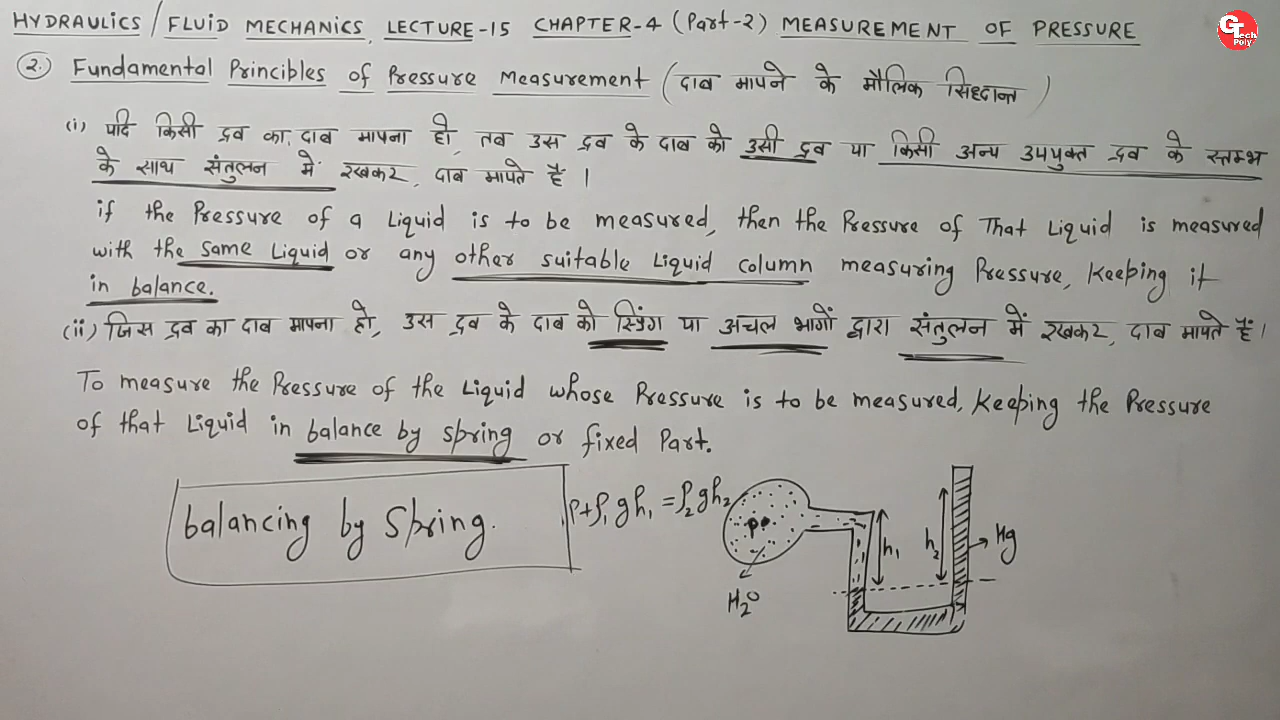 HYDRAULICS/FLUID MECHANICS, LECTURE-15 CHAPTER-4 (Part-2) MEASUREMENT OF PRESSURE
GTech Poly
2. Fundamental Principles of Pressure Measurement (दाब मापने के मौलिक सिद्दान्त)
(i) यदि किसी द्रव का दाब मापना हो, तब उस द्रव के दाब को उसी द्रव या किसी अन्य उपयुक्त द्रव के स्तम्भ
के साथ संतुलन में रखकर, दाब मापते हैं।
if the Pressure of a Liquid is to be measured, then the Pressure of That Liquid is measured
with the same Liquid or any other suitable Liquid column measuring Pressure, Keeping it
in balance.
(ii) जिस द्रव का दाब मापना हो, उस द्रव के दाब को स्प्रिंग या अचल भागों द्वारा संतुलन में रखकर, दाब मापते हैं।
To measure the Pressure of the Liquid whose Pressure is to be measured, Keeping the Pressure
of that Liquid in balance by spring or fixed Part.
balancing by Spring.
P+ρ₁gh₁ = ρ₂gh₂
P
H₂O
h₁
h₂
Hg